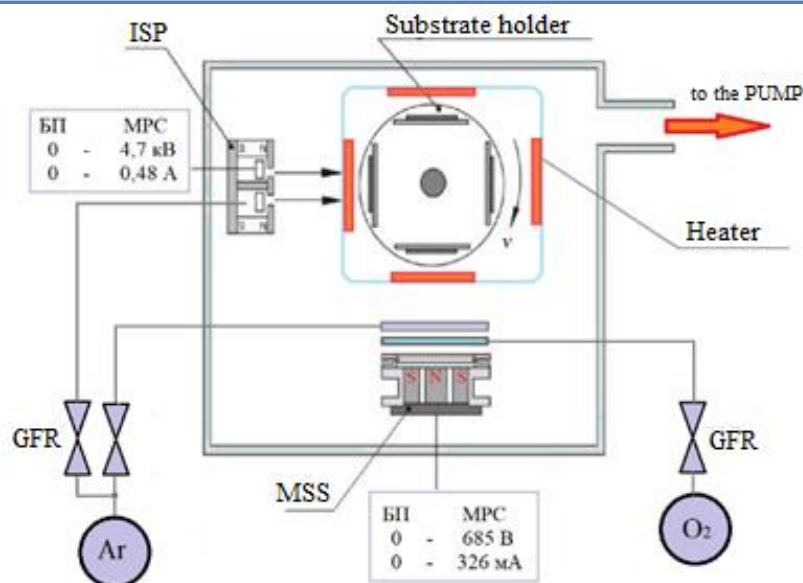 ISP
Substrate holder
to the PUMP
БП МРС
0 - 4,7 кВ
0 - 0,48 А
S N
S N
v
Heater
S N S
GFR
GFR
MSS
БП МРС
0 - 685 В
0 - 326 мА
Ar
O₂